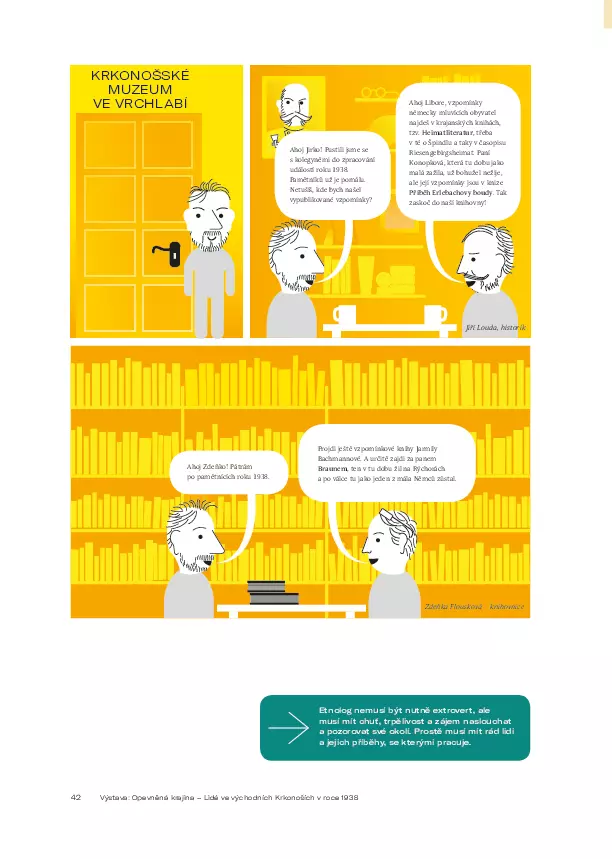 KRKONOŠSKÉ
MUZEUM
VE VRCHLABÍ
Ahoj Jirko! Pustili jsme se
s kolegyněmi do zpracování
událostí roku 1938.
Pamětníků už je pomálu.
Netušíš, kde bych našel
vypublikované vzpomínky?
Ahoj Libore, vzpomínky
německy mluvících obyvatel
najdeš v krajanských knihách,
tzv. Heimatliteratur, třeba
v té o Špindlu a taky v časopisu
Riesengebirgsheimat. Paní
Konopková, která tu dobu jako
malá zažila, už bohužel nežije,
ale její vzpomínky jsou v knize
Příběh Erlebachovy boudy. Tak
zaskoč do naší knihovny!
Jiří Louda, historik
Ahoj Zdeňko! Pátrám
po pamětnících roku 1938.
Projdi ještě vzpomínkové knihy Jarmily
Bachmannové. A určitě zajdi za panem
Braunem, ten v tu dobu žil na Rýchorách
a po válce tu jako jeden z mála Němců zůstal.
Zdeňka Flousková knihovnice
Etnolog nemusí být nutně extrovert, ale
musí mít chuť, trpělivost a zájem naslouchat
a pozorovat své okolí. Prostě musí mít rád lidi
a jejich příběhy, se kterými pracuje.
42 Výstava: Opevněná krajina – Lidé ve východních Krkonoších v roce 1938